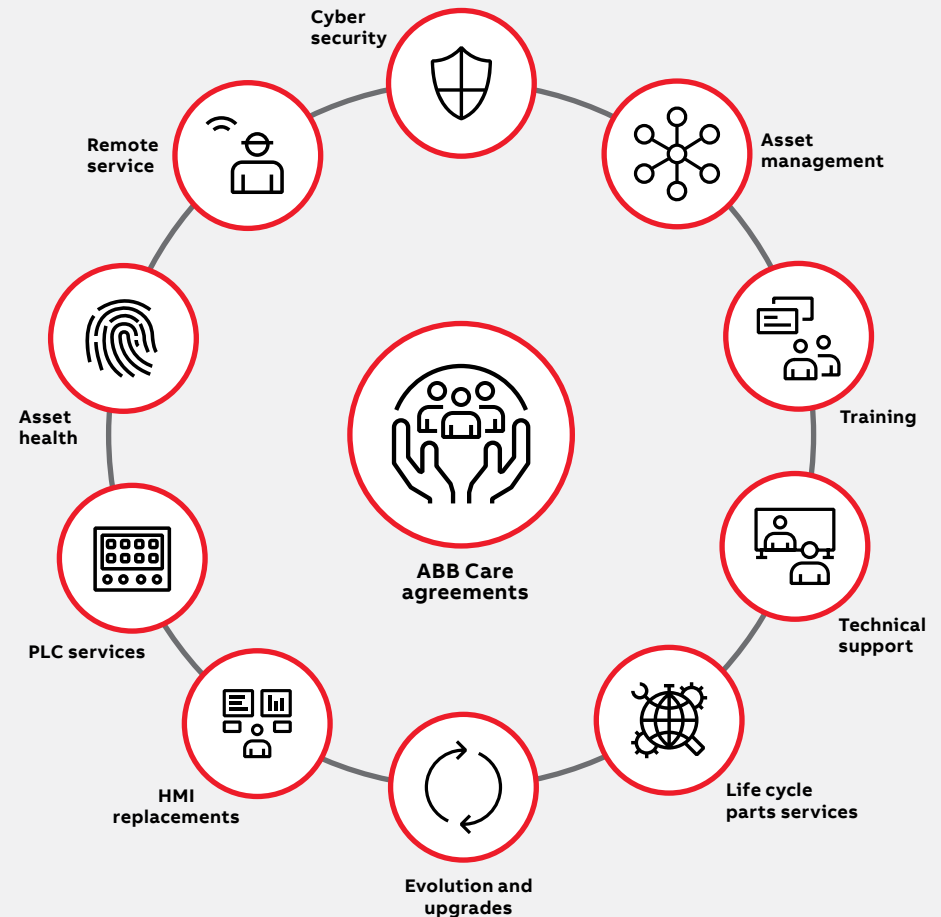 Cyber
security
Asset
management
Training
Technical
support
Life cycle
parts services
Evolution and
upgrades
HMI
replacements
PLC services
Asset
health
Remote
service
ABB Care
agreements